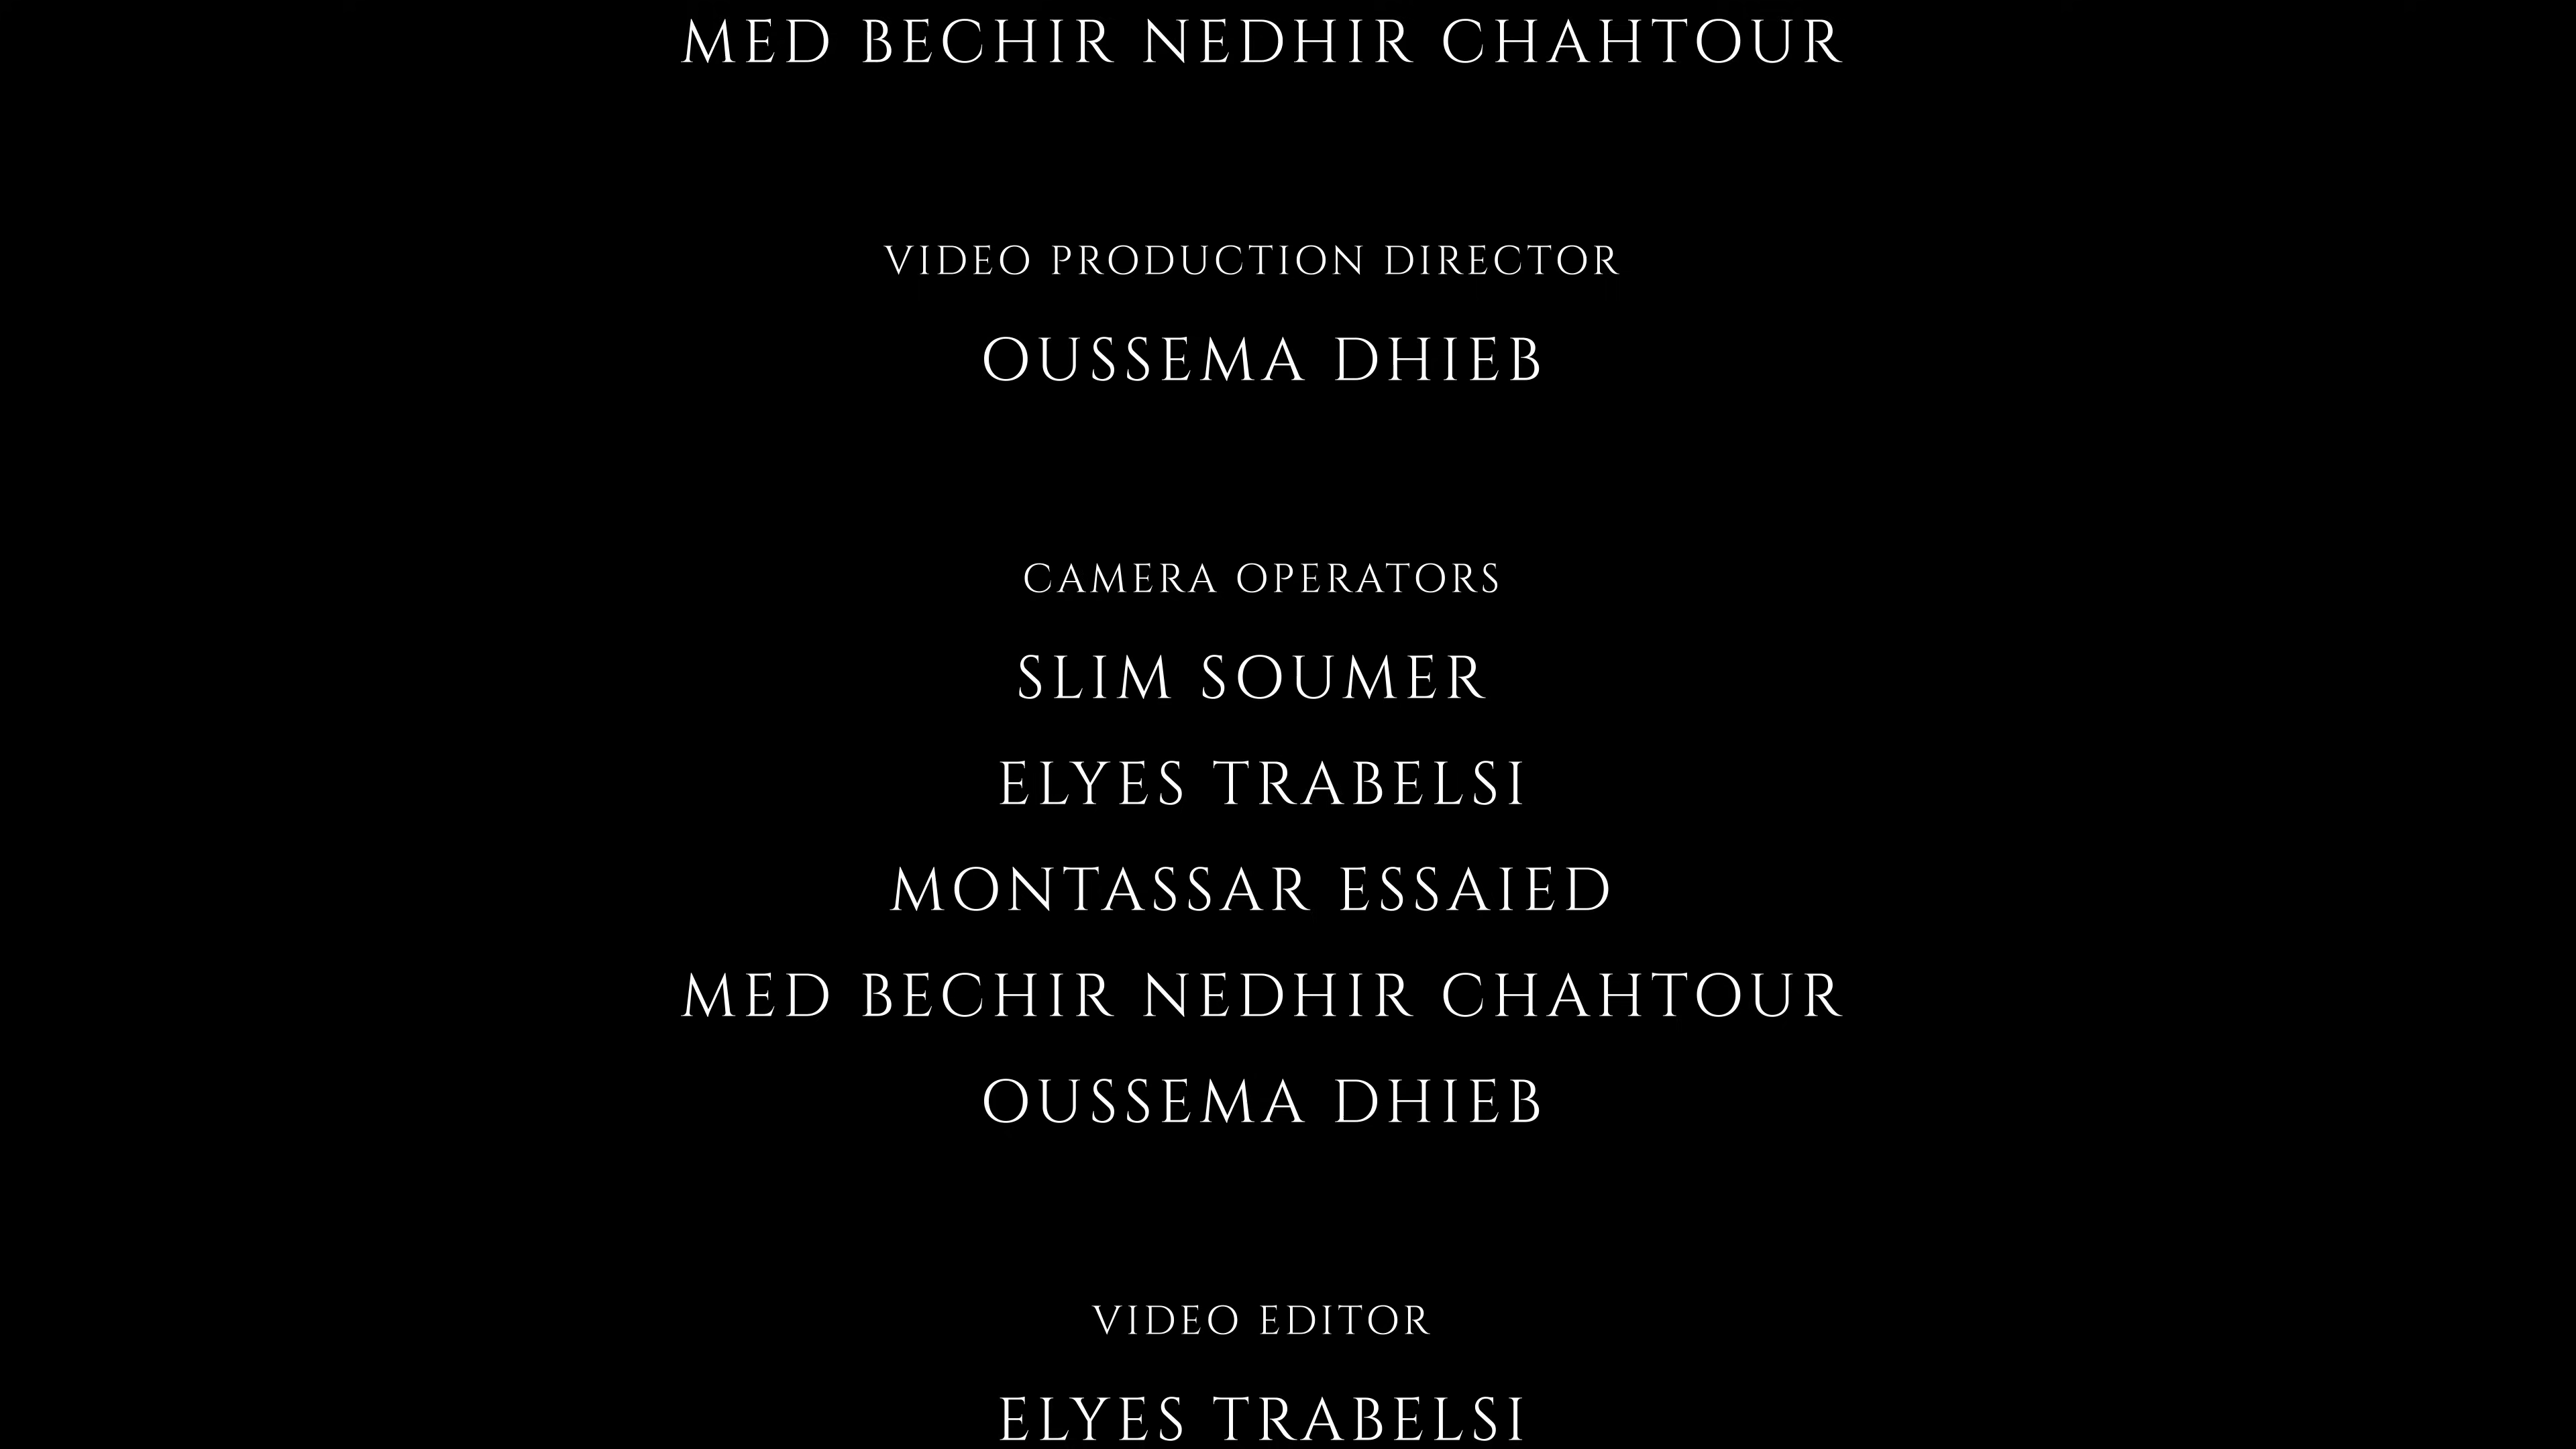 MED BECHIR NEDHIR CHAHTOUR
VIDEO PRODUCTION DIRECTOR
OUSSEMA DHIEB
CAMERA OPERATORS
SLIM SOUMER
ELYES TRABELSI
MONTASSAR ESSAIED
MED BECHIR NEDHIR CHAHTOUR
OUSSEMA DHIEB
VIDEO EDITOR
ELYES TRABELSI